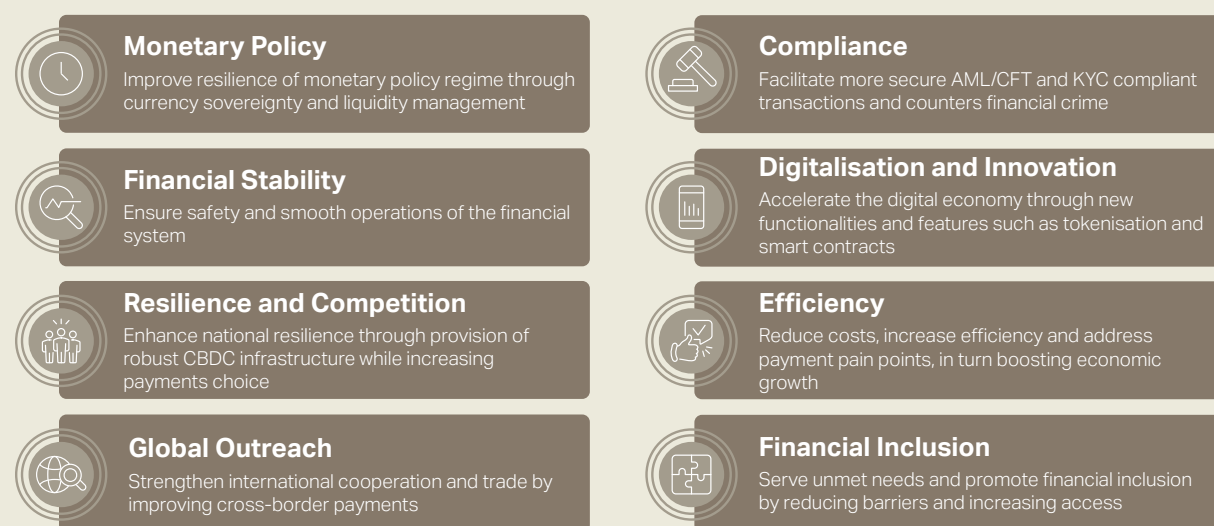 Monetary Policy
Improve resilience of monetary policy regime through
currency sovereignty and liquidity management
Financial Stability
Ensure safety and smooth operations of the financial
system
Resilience and Competition
Enhance national resilience through provision of
robust CBDC infrastructure while increasing
payments choice
Global Outreach
Strengthen international cooperation and trade by
improving cross-border payments
Compliance
Facilitate more secure AML/CFT and KYC compliant
transactions and counters financial crime
Digitalisation and Innovation
Accelerate the digital economy through new
functionalities and features such as tokenisation and
smart contracts
Efficiency
Reduce costs, increase efficiency and address
payment pain points, in turn boosting economic
growth
Financial Inclusion
Serve unmet needs and promote financial inclusion
by reducing barriers and increasing access